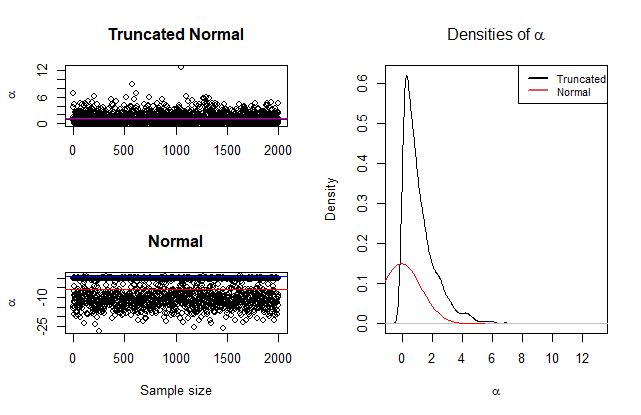 Truncated Normal
α
12
6
0
0 500 1000 1500 2000
Normal
α
-10
-25
0 500 1000 1500 2000
Sample size
Densities of α
Density
0.6
0.5
0.4
0.3
0.2
0.1
0.0
0 2 4 6 8 10 12
α
Truncated
Normal